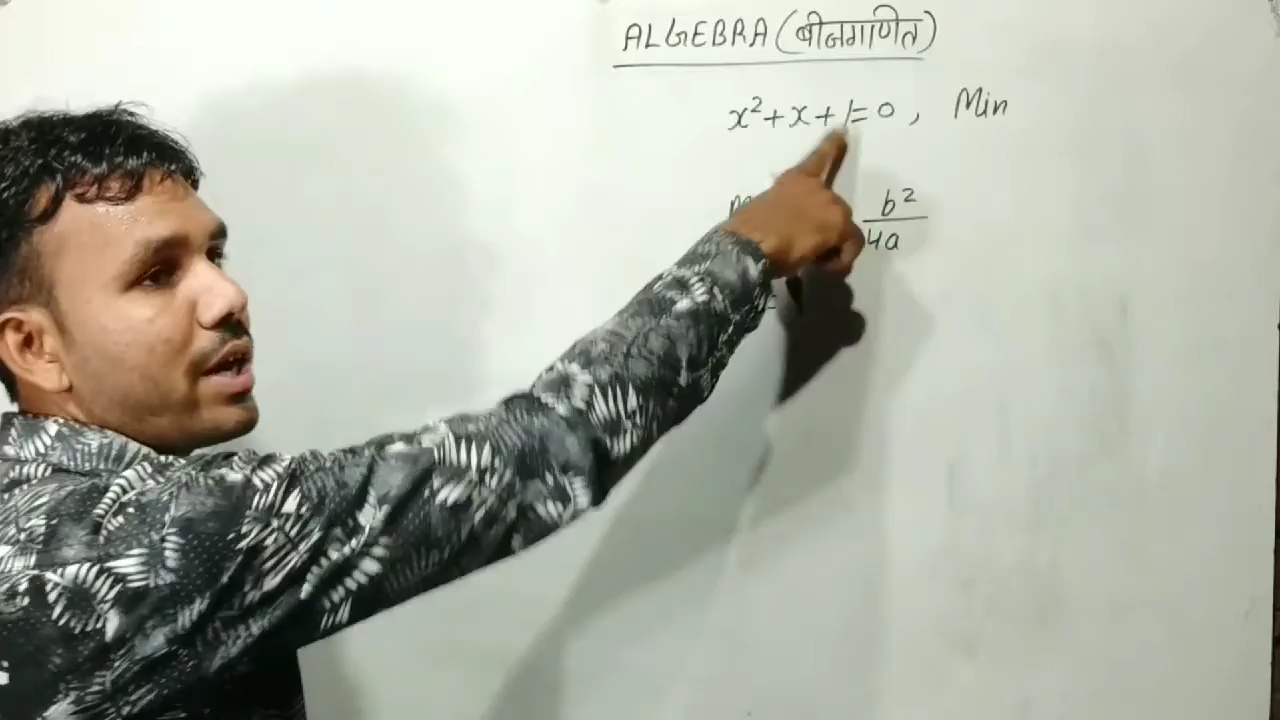 ALGEBRA (बीजगणित)
x²+x+1=0, Min
b²
4a
=